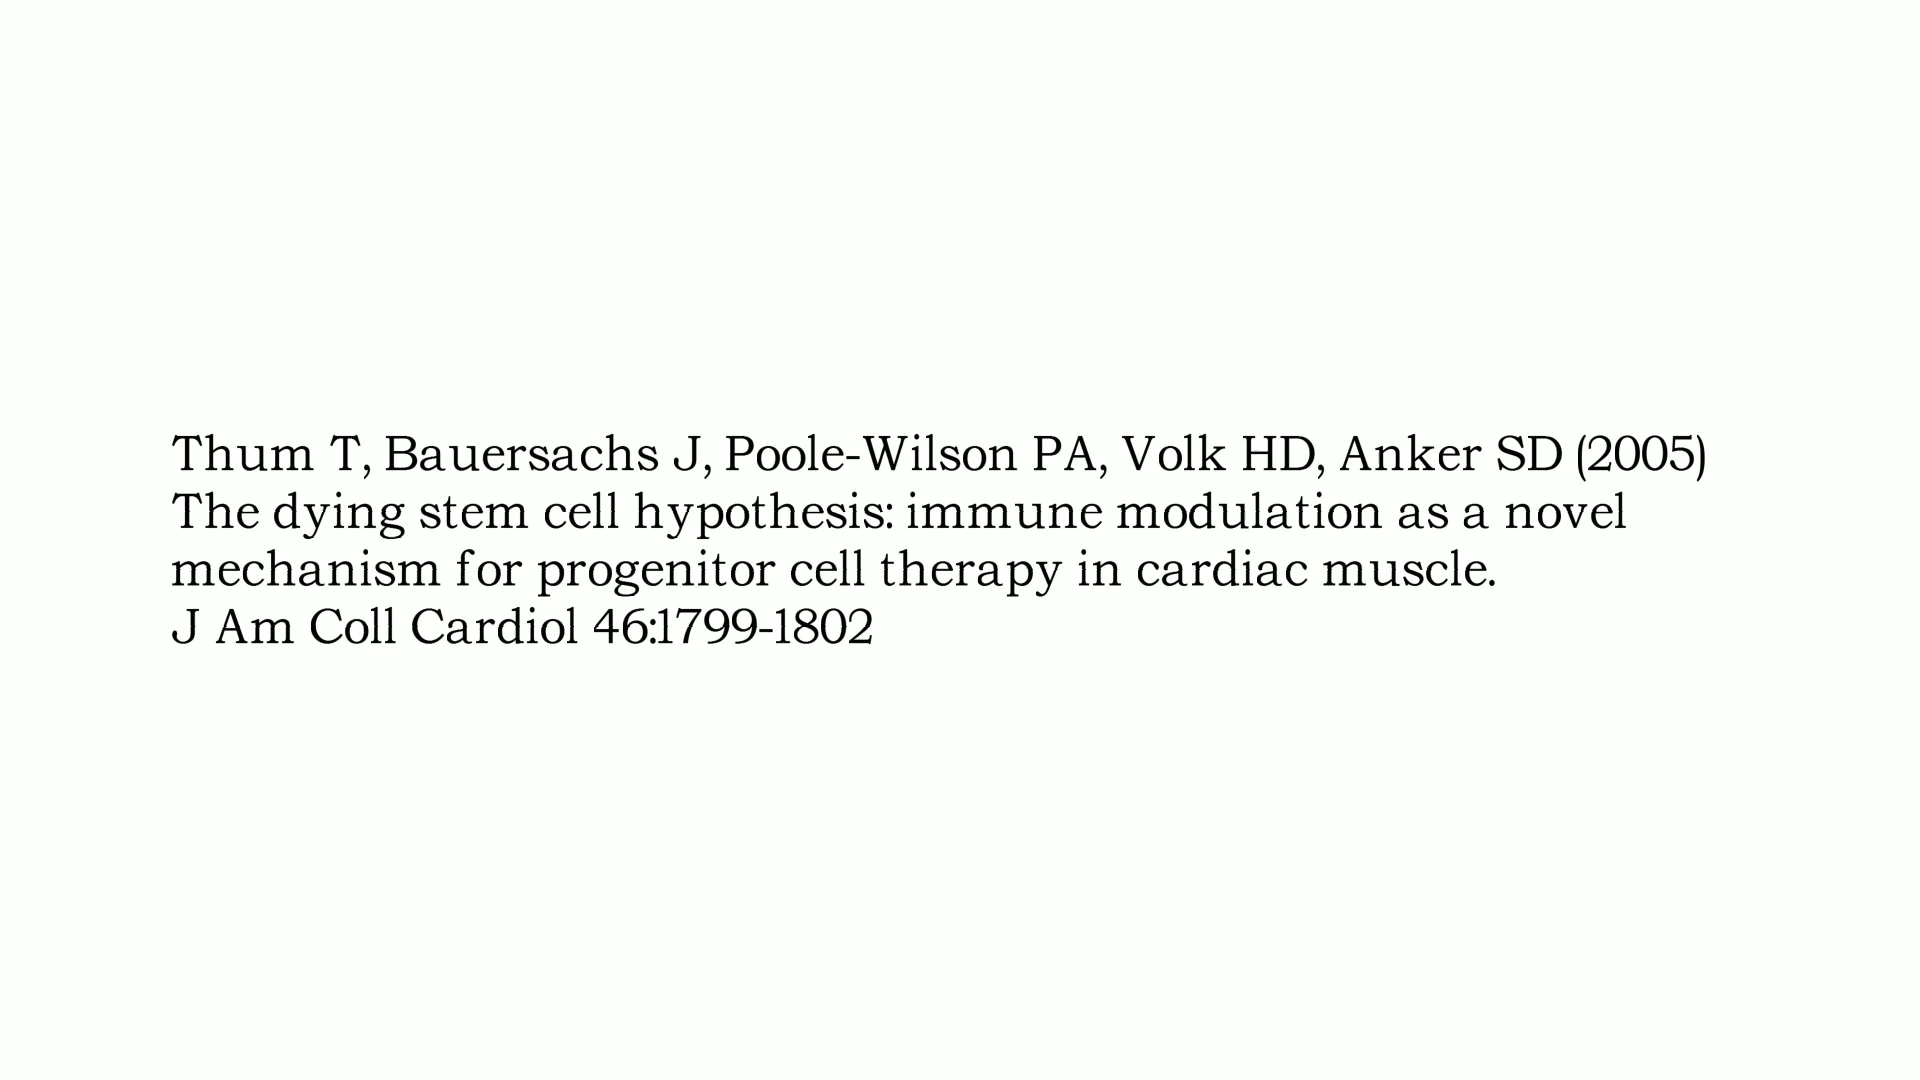 Thum T, Bauersachs J, Poole-Wilson PA, Volk HD, Anker SD (2005)
The dying stem cell hypothesis: immune modulation as a novel
mechanism for progenitor cell therapy in cardiac muscle.
J Am Coll Cardiol 46:1799-1802